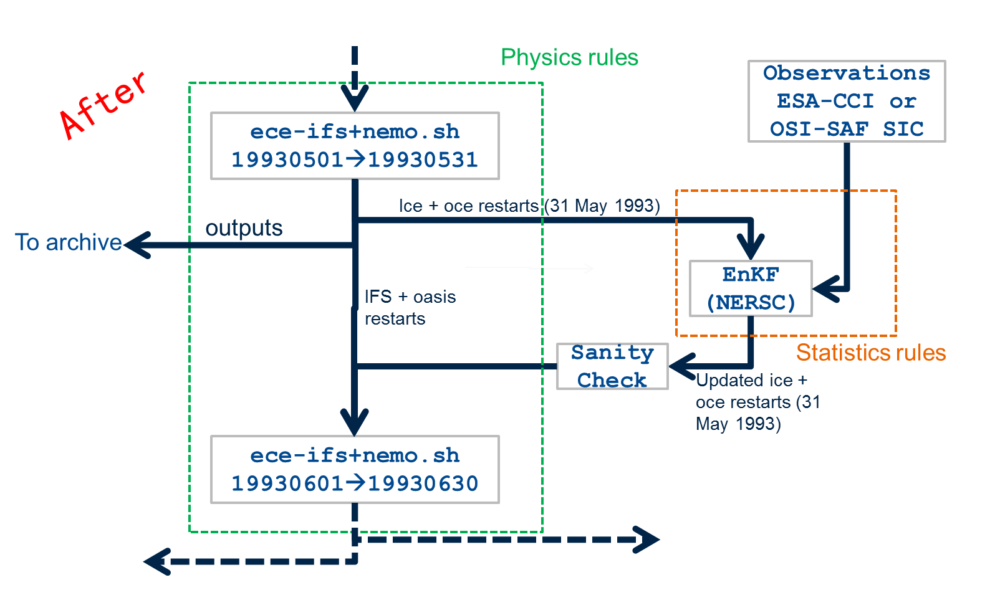 After
Physics rules
Observations
ESA-CCI or
OSI-SAF SIC
ece-ifs+nemo.sh
19930501→19930531
Ice + oce restarts (31 May 1993)
outputs
To archive
EnKF
(NERSC)
IFS + oasis
restarts
Sanity
Check
Statistics rules
Updated ice +
oce restarts (31
May 1993)
ece-ifs+nemo.sh
19930601→19930630